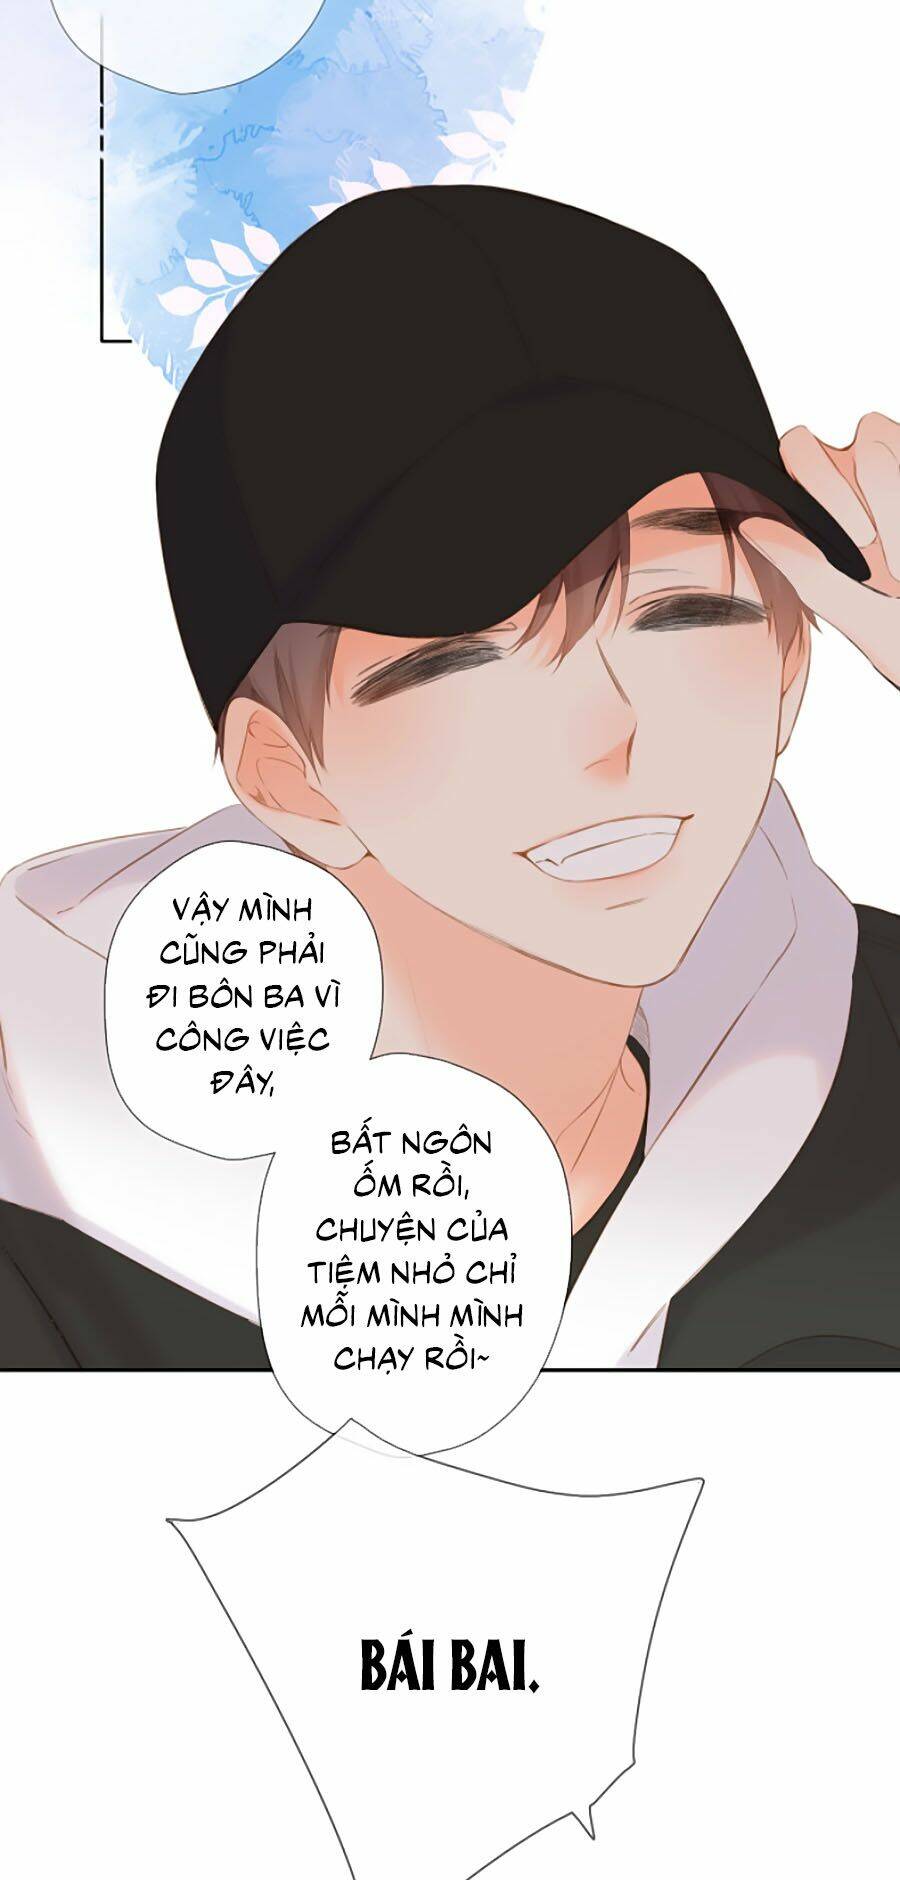 VẬY MÌNH
CŨNG PHẢI
ĐI BÔN BA VÌ
CÔNG VIỆC
ĐÂY,
BẤT NGÔN
ỐM RỒI,
CHUYỆN CỦA
TIỆM NHỎ CHỈ
MỖI MÌNH MÌNH
CHẠY RỒI~
BÁI BAI.